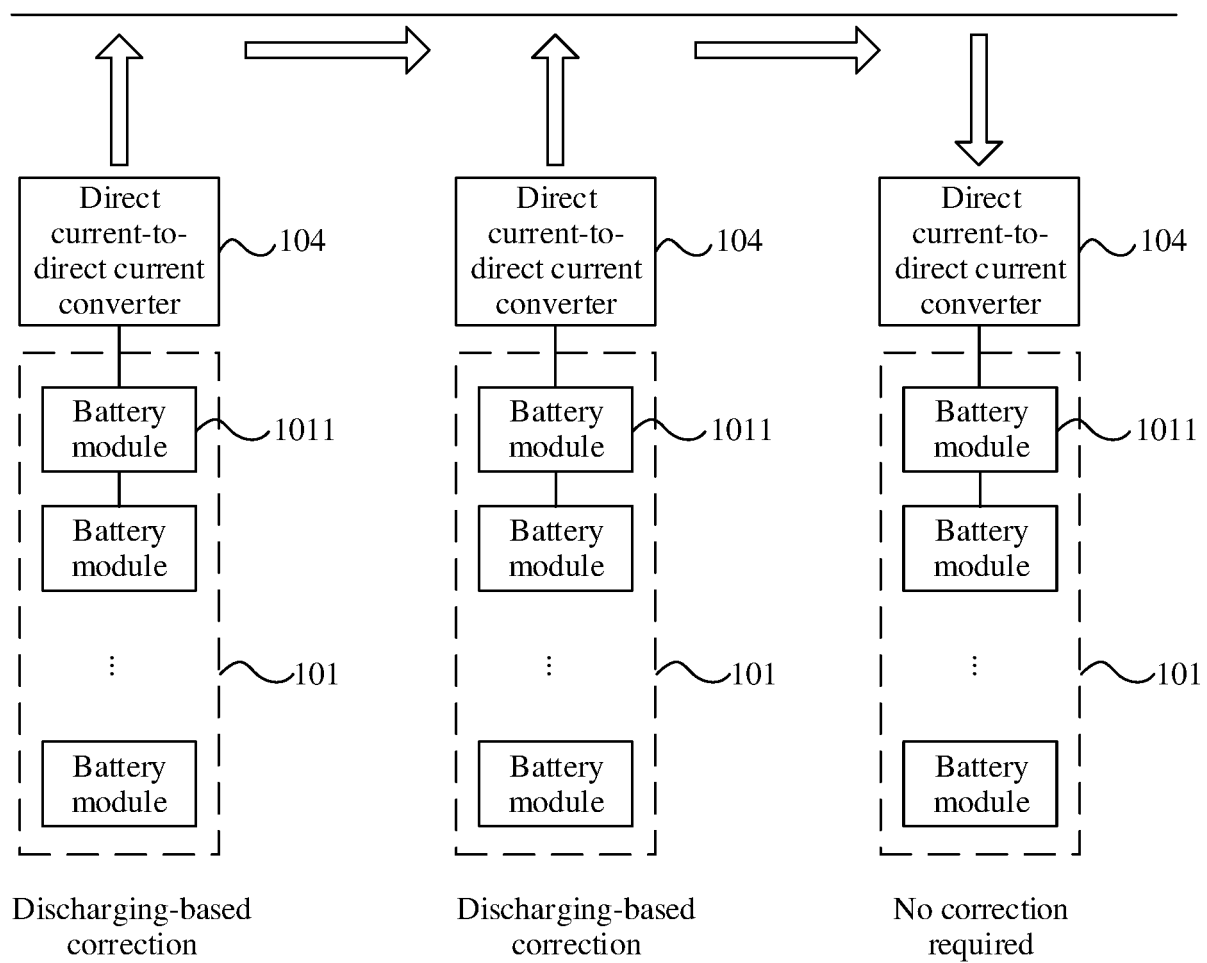 Direct
current-to-
direct current
converter
104
Direct
current-to-
direct current
converter
104
Direct
current-to-
direct current
converter
104
Battery
module
1011
Battery
module
1011
Battery
module
1011
Battery
module
Battery
module
Battery
module
...
101
...
101
...
101
Battery
module
Battery
module
Battery
module
Discharging-based
correction
Discharging-based
correction
No correction
required